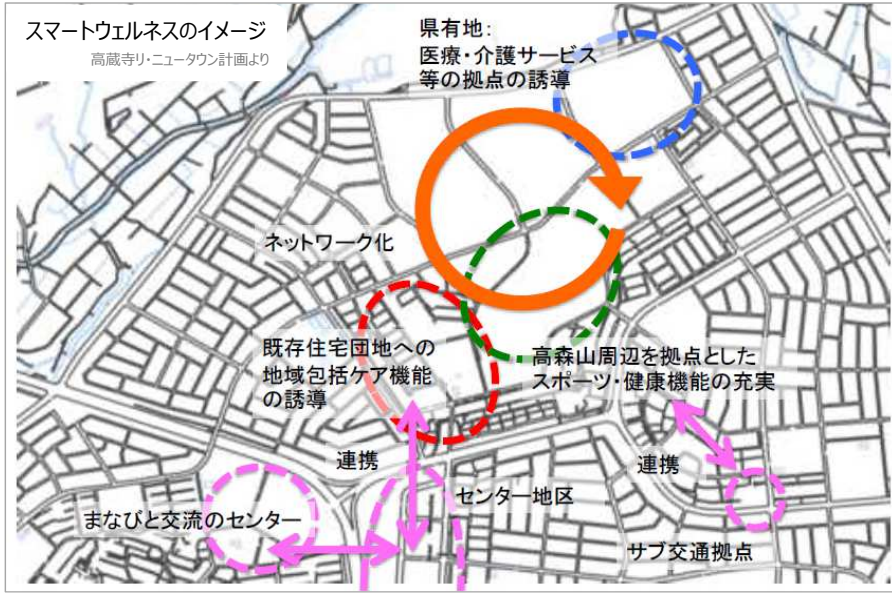 スマートウェルネスのイメージ
高蔵寺リ・ニュータウン計画より
県有地：
医療・介護サービス
等の拠点の誘導
ネットワーク化
既存住宅団地への
地域包括ケア機能
の誘導
高森山周辺を拠点とした
スポーツ・健康機能の充実
連携
連携
センター地区
まなびと交流のセンター
サブ交通拠点